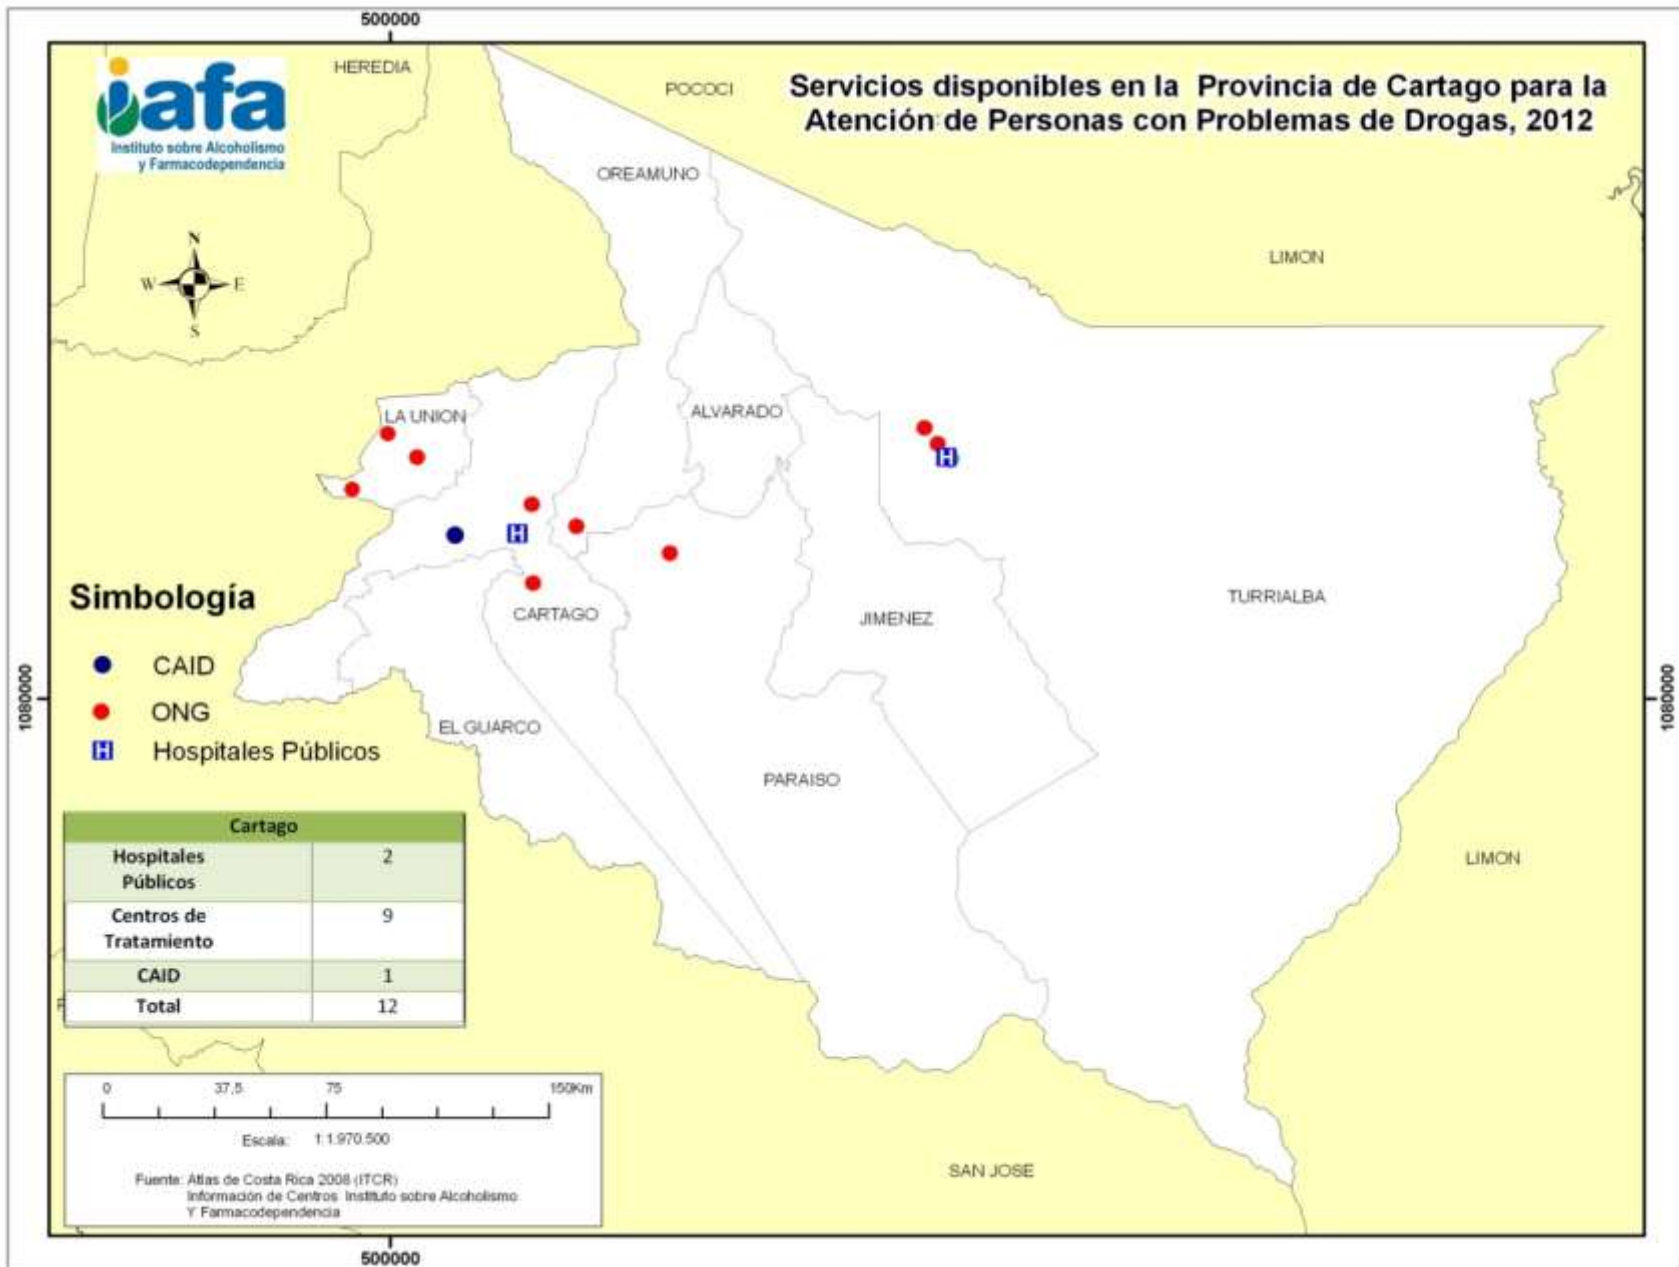 500000
iafa
Instituto sobre Alcoholismo
y Farmacodependencia
Servicios disponibles en la Provincia de Cartago para la
Atención de Personas con Problemas de Drogas, 2012
HEREDIA
POCOCI
OREAMUNO
LIMON
N
W E
S
LA UNION
ALVARADO
H
H
TURRIALBA
CARTAGO
JIMENEZ
EL GUARCO
PARAISO
LIMON
SAN JOSE
1080000
1080000
Simbología
CAID
ONG
H Hospitales Públicos
Cartago
Hospitales 2
Públicos
Centros de 9
Tratamiento
CAID 1
Total 12
0 37,5 75 150Km
Escala: 1:1.970.500
Fuente: Atlas de Costa Rica 2008 (ITCR)
Información de Centros Instituto sobre Alcoholismo
Y Farmacodependencia
500000